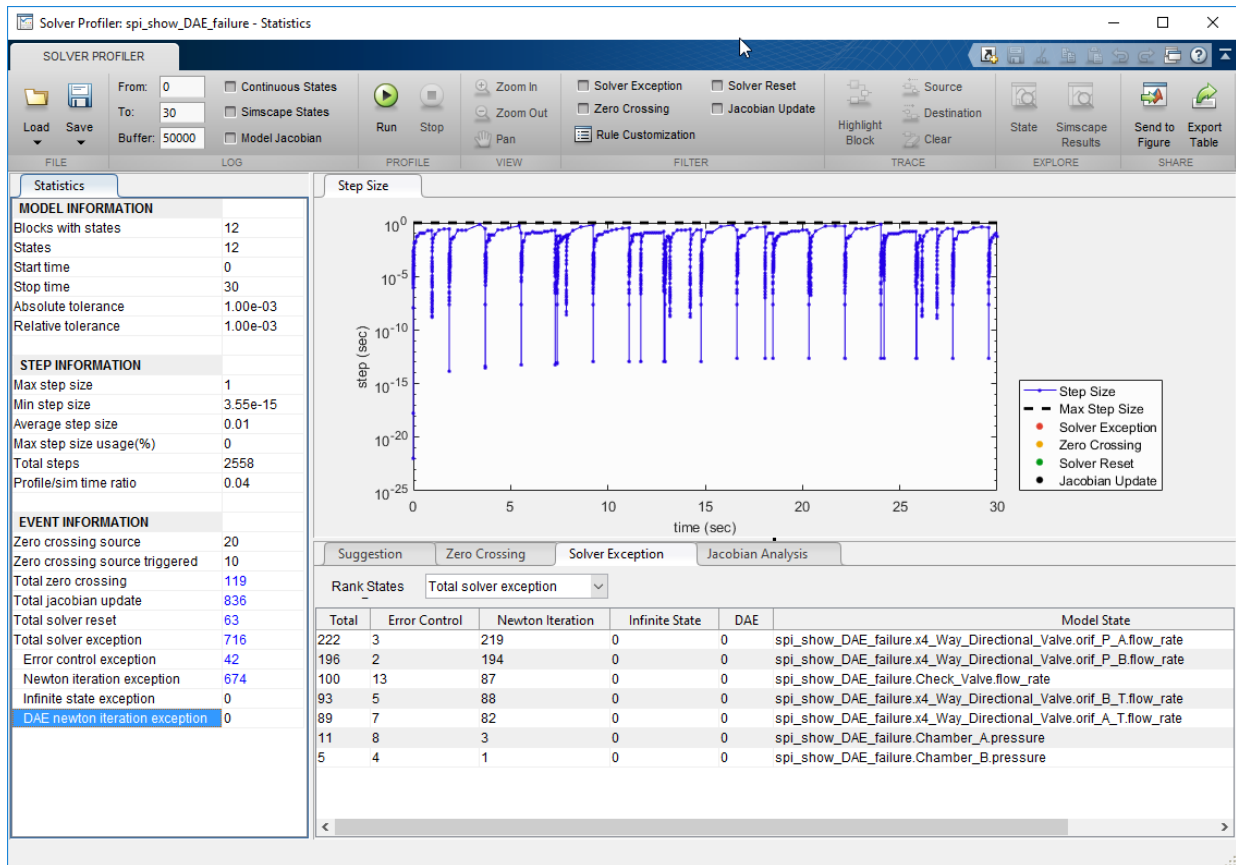 Solver Profiler: spi_show_DAE_failure - Statistics
SOLVER PROFILER
Load
Save
From: 0
To: 30
Buffer: 50000
Continuous States
Simscape States
Model Jacobian
Run
Stop
Zoom In
Zoom Out
Pan
Solver Exception
Solver Reset
Zero Crossing
Jacobian Update
Rule Customization
Highlight
Block
Source
Destination
Clear
State
Simscape
Results
Send to
Figure
Export
Table
FILE
LOG
PROFILE
VIEW
FILTER
TRACE
EXPLORE
SHARE
Statistics
MODEL INFORMATION
Blocks with states 12
States 12
Start time 0
Stop time 30
Absolute tolerance 1.00e-03
Relative tolerance 1.00e-03
STEP INFORMATION
Max step size 1
Min step size 3.55e-15
Average step size 0.01
Max step size usage(%) 0
Total steps 2558
Profile/sim time ratio 0.04
EVENT INFORMATION
Zero crossing source 20
Zero crossing source triggered 10
Total zero crossing 119
Total jacobian update 836
Total solver reset 63
Total solver exception 716
Error control exception 42
Newton iteration exception 674
Infinite state exception 0
DAE newton iteration exception 0
Step Size
10^0
10^-5
10^-10
10^-15
10^-20
10^-25
step (sec)
0 5 10 15 20 25 30
time (sec)
Step Size
Max Step Size
Solver Exception
Zero Crossing
Solver Reset
Jacobian Update
Suggestion Zero Crossing Solver Exception Jacobian Analysis
Rank States Total solver exception
Total Error Control Newton Iteration Infinite State DAE Model State
222 3 219 0 0 spi_show_DAE_failure.x4_Way_Directional_Valve.orif_P_A.flow_rate
196 2 194 0 0 spi_show_DAE_failure.x4_Way_Directional_Valve.orif_P_B.flow_rate
100 13 87 0 0 spi_show_DAE_failure.Check_Valve.flow_rate
93 5 88 0 0 spi_show_DAE_failure.x4_Way_Directional_Valve.orif_B_T.flow_rate
89 7 82 0 0 spi_show_DAE_failure.x4_Way_Directional_Valve.orif_A_T.flow_rate
11 8 3 0 0 spi_show_DAE_failure.Chamber_A.pressure
5 4 1 0 0 spi_show_DAE_failure.Chamber_B.pressure